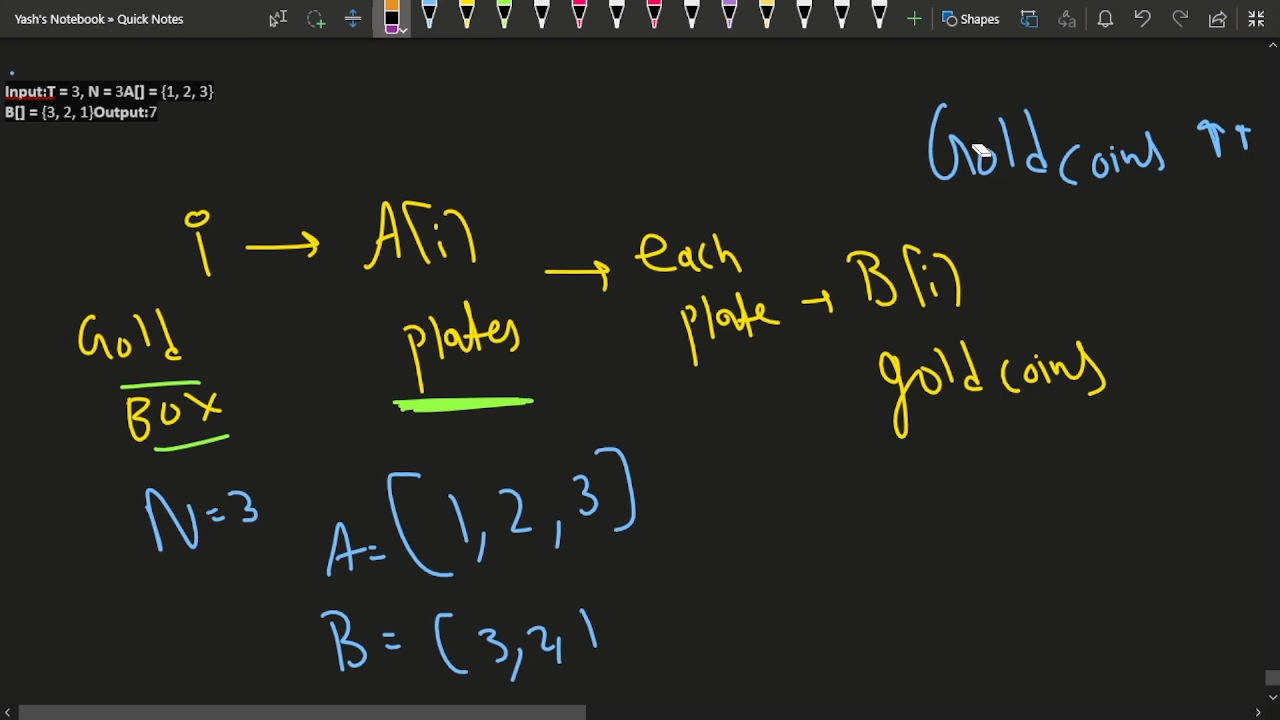 Yash's Notebook » Quick Notes
Shapes
Input:T = 3, N = 3A[] = {1, 2, 3}
B[] = {3, 2, 1}Output:7
Gold coins ↑↑
i → A[i] → each plate → B[i]
Gold Box
plates
gold coins
N=3
A= [1, 2, 3]
B = [3, 2, 1